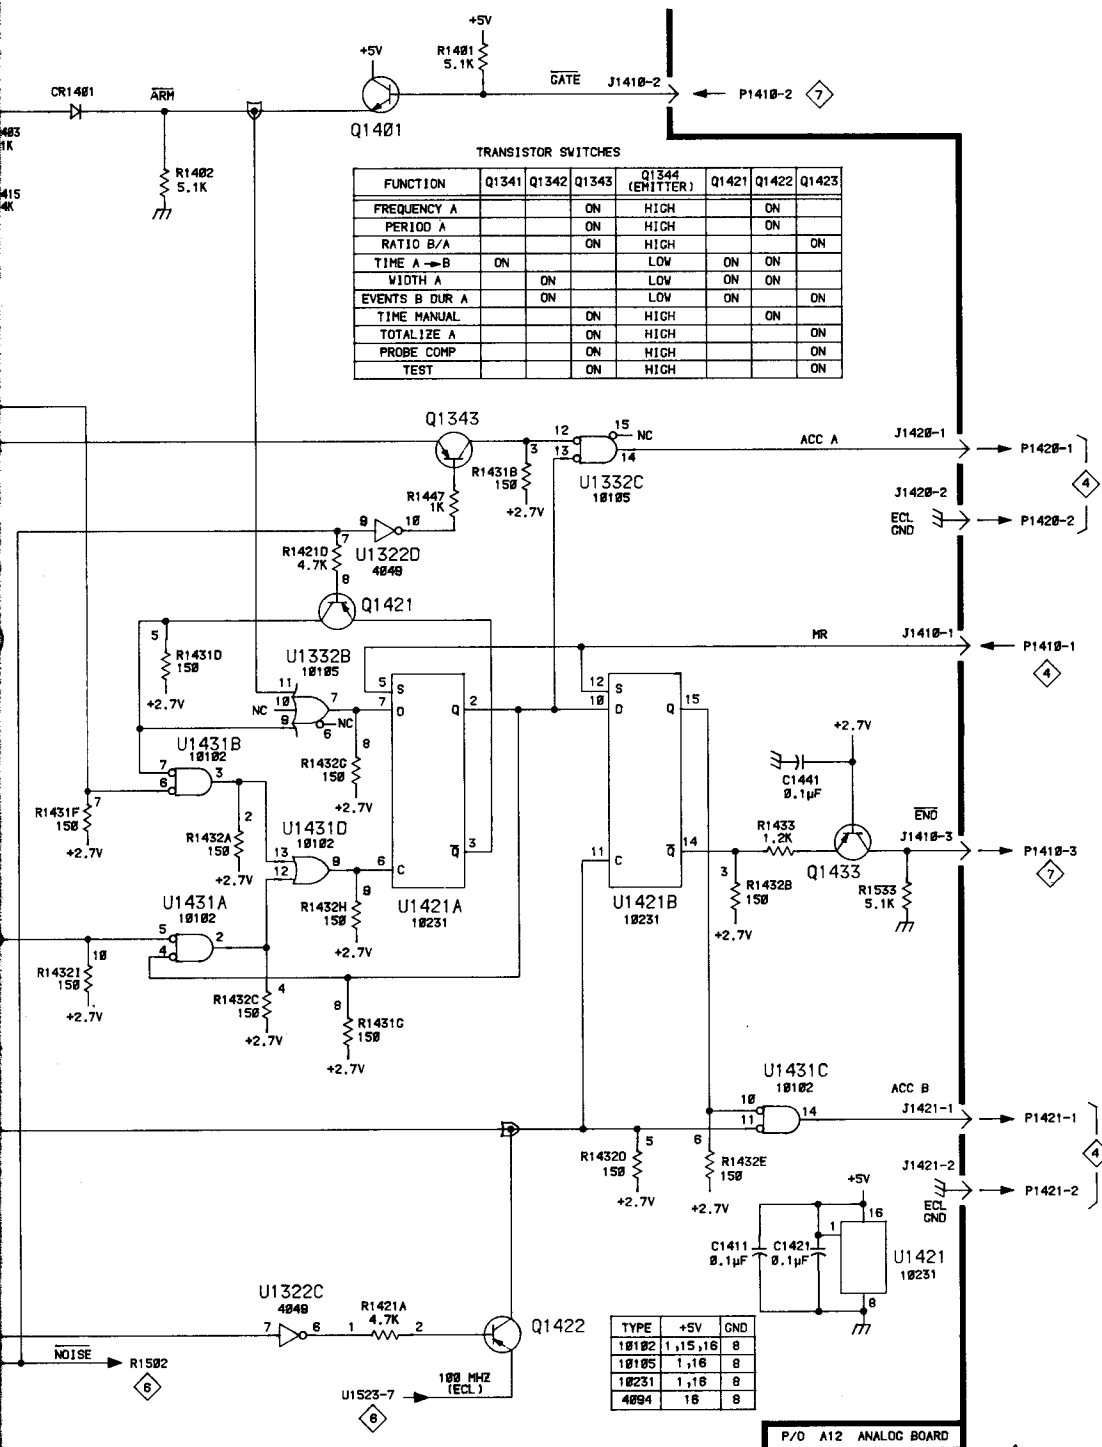 +5V
+5V
R1401
5.1K
CR1401
ARM
GATE
J1410-2
P1410-2
7
Q1401
403
1K
R1402
5.1K
415
4K
TRANSISTOR SWITCHES
FUNCTION Q1341 Q1342 Q1343 Q1344 (EMITTER) Q1421 Q1422 Q1423
FREQUENCY A ON HIGH ON
PERIOD A ON HIGH ON
RATIO B/A ON HIGH ON
TIME A → B ON LOW ON ON
WIDTH A ON LOW ON ON
EVENTS B DUR A ON LOW ON ON
TIME MANUAL ON HIGH ON
TOTALIZE A ON HIGH ON
PROBE COMP ON HIGH ON
TEST ON HIGH ON
Q1343
12
15
NC
ACC A
J1420-1
P1420-1
3
13
14
R1431B
150
U1332C
10105
4
R1447
1K
+2.7V
J1420-2
ECL
GND
P1420-2
9
10
7
R1421D
4.7K
U1322D
4049
8
Q1421
5
R1431D
150
+2.7V
U1332B
10105
MR
J1410-1
P1410-1
4
11
10
NC
9
7
6
NC
5
S
7
D
Q
2
12
S
10
D
Q
15
U1431B
10102
8
R1432G
150
+2.7V
+2.7V
C1441
0.1µF
7
6
3
7
R1431F
150
+2.7V
2
R1432A
150
+2.7V
U1431D
10102
13
12
9
6
C
Q
3
11
C
Q
14
R1433
1.2K
END
J1410-3
P1410-3
7
Q1433
9
R1432H
150
+2.7V
U1421A
10231
U1421B
10231
3
R1432B
150
+2.7V
R1533
5.1K
U1431A
10102
5
4
2
10
R1432I
150
+2.7V
R1432C
150
4
+2.7V
8
R1431G
150
+2.7V
U1431C
10102
10
11
14
ACC B
J1421-1
P1421-1
4
5
R1432D
150
+2.7V
6
R1432E
150
+2.7V
J1421-2
ECL
GND
P1421-2
+5V
16
1
C1411
0.1µF
C1421
0.1µF
U1421
10231
8
U1322C
4049
7
6
R1421A
4.7K
1
2
Q1422
NOISE
R1502
6
100 MHZ
(ECL)
U1523-7
6
TYPE +5V GND
10102 1,15,16 8
10105 1,16 8
10231 1,16 8
4094 16 8
P/O A12 ANALOG BOARD